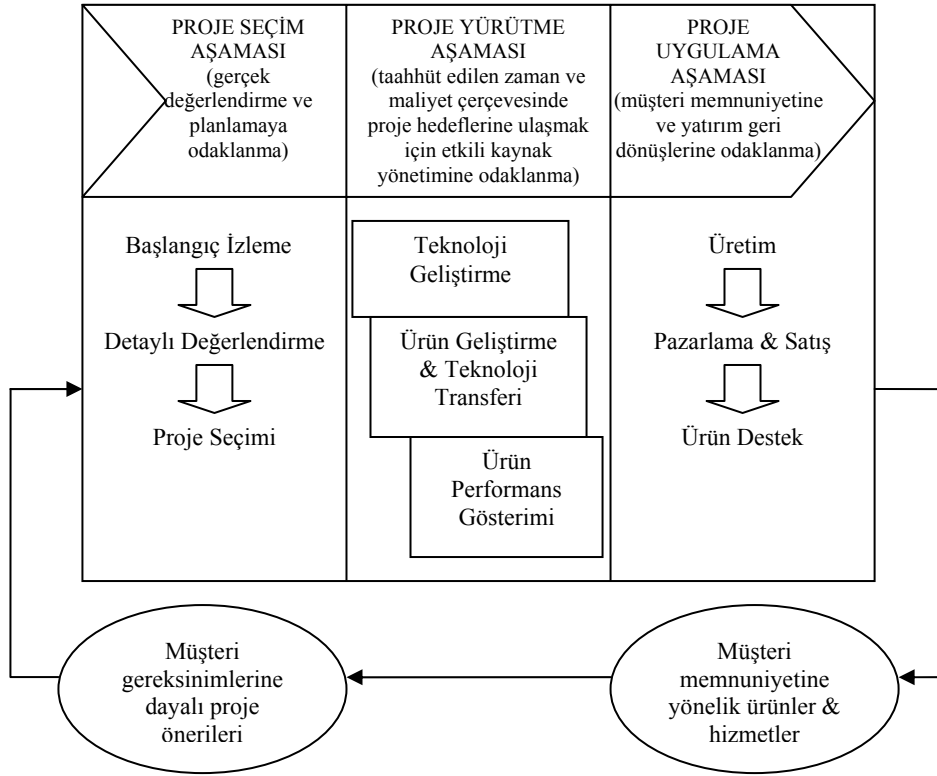 PROJE SEÇİM
AŞAMASI
(gerçek
değerlendirme ve
planlamaya
odaklanma)
PROJE YÜRÜTME
AŞAMASI
(taahhüt edilen zaman ve
maliyet çerçevesinde
proje hedeflerine ulaşmak
için etkili kaynak
yönetimine odaklanma)
PROJE
UYGULAMA
AŞAMASI
(müşteri memnuniyetine
ve yatırım geri
dönüşlerine odaklanma)
Başlangıç İzleme
Detaylı Değerlendirme
Proje Seçimi
Teknoloji
Geliştirme
Ürün Geliştirme
& Teknoloji
Transferi
Ürün
Performans
Gösterimi
Üretim
Pazarlama & Satış
Ürün Destek
Müşteri
gereksinimlerine
dayalı proje
önerileri
Müşteri
memnuniyetine
yönelik ürünler &
hizmetler